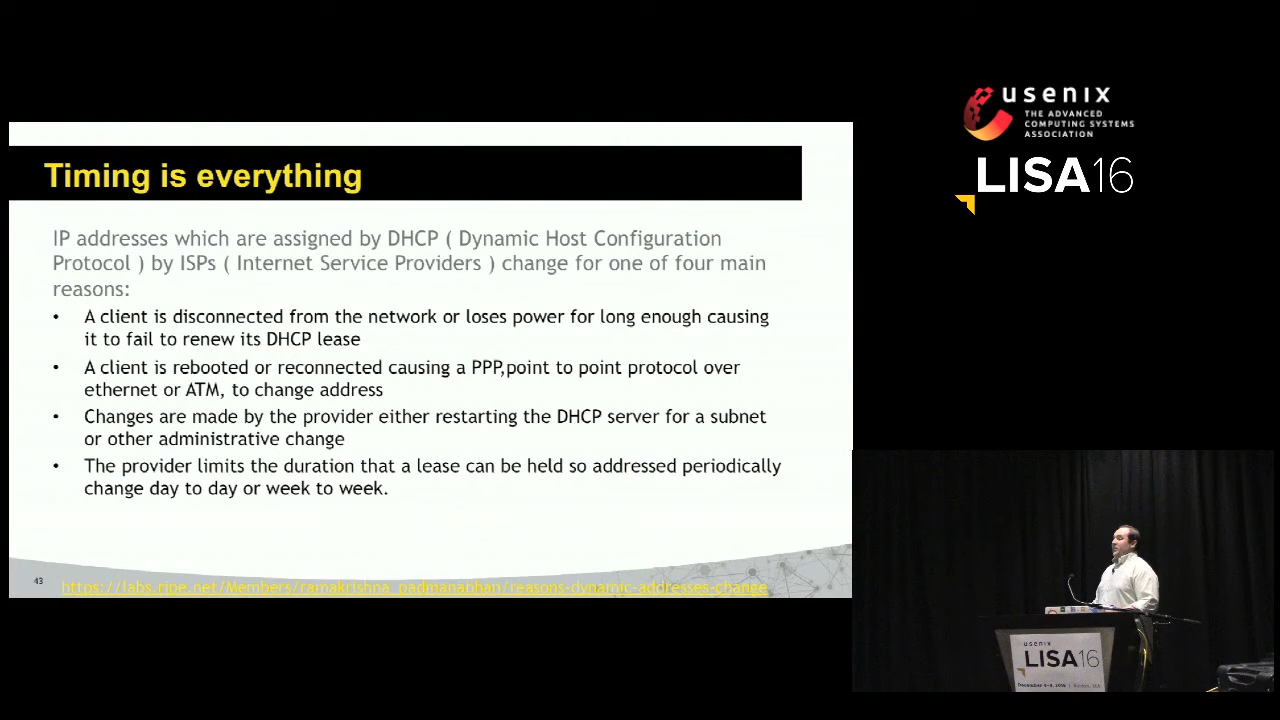 usenix
THE ADVANCED
COMPUTING SYSTEMS
ASSOCIATION
LISA16
Timing is everything
IP addresses which are assigned by DHCP ( Dynamic Host Configuration
Protocol ) by ISPs ( Internet Service Providers ) change for one of four main
reasons:
• A client is disconnected from the network or loses power for long enough causing
it to fail to renew its DHCP lease
• A client is rebooted or reconnected causing a PPP,point to point protocol over
ethernet or ATM, to change address
• Changes are made by the provider either restarting the DHCP server for a subnet
or other administrative change
• The provider limits the duration that a lease can be held so addressed periodically
change day to day or week to week.
43
https://labs.ripe.net/Members/ramakrishna_padmanabhan/reasons-dynamic-addresses-change
usenix
LISA16